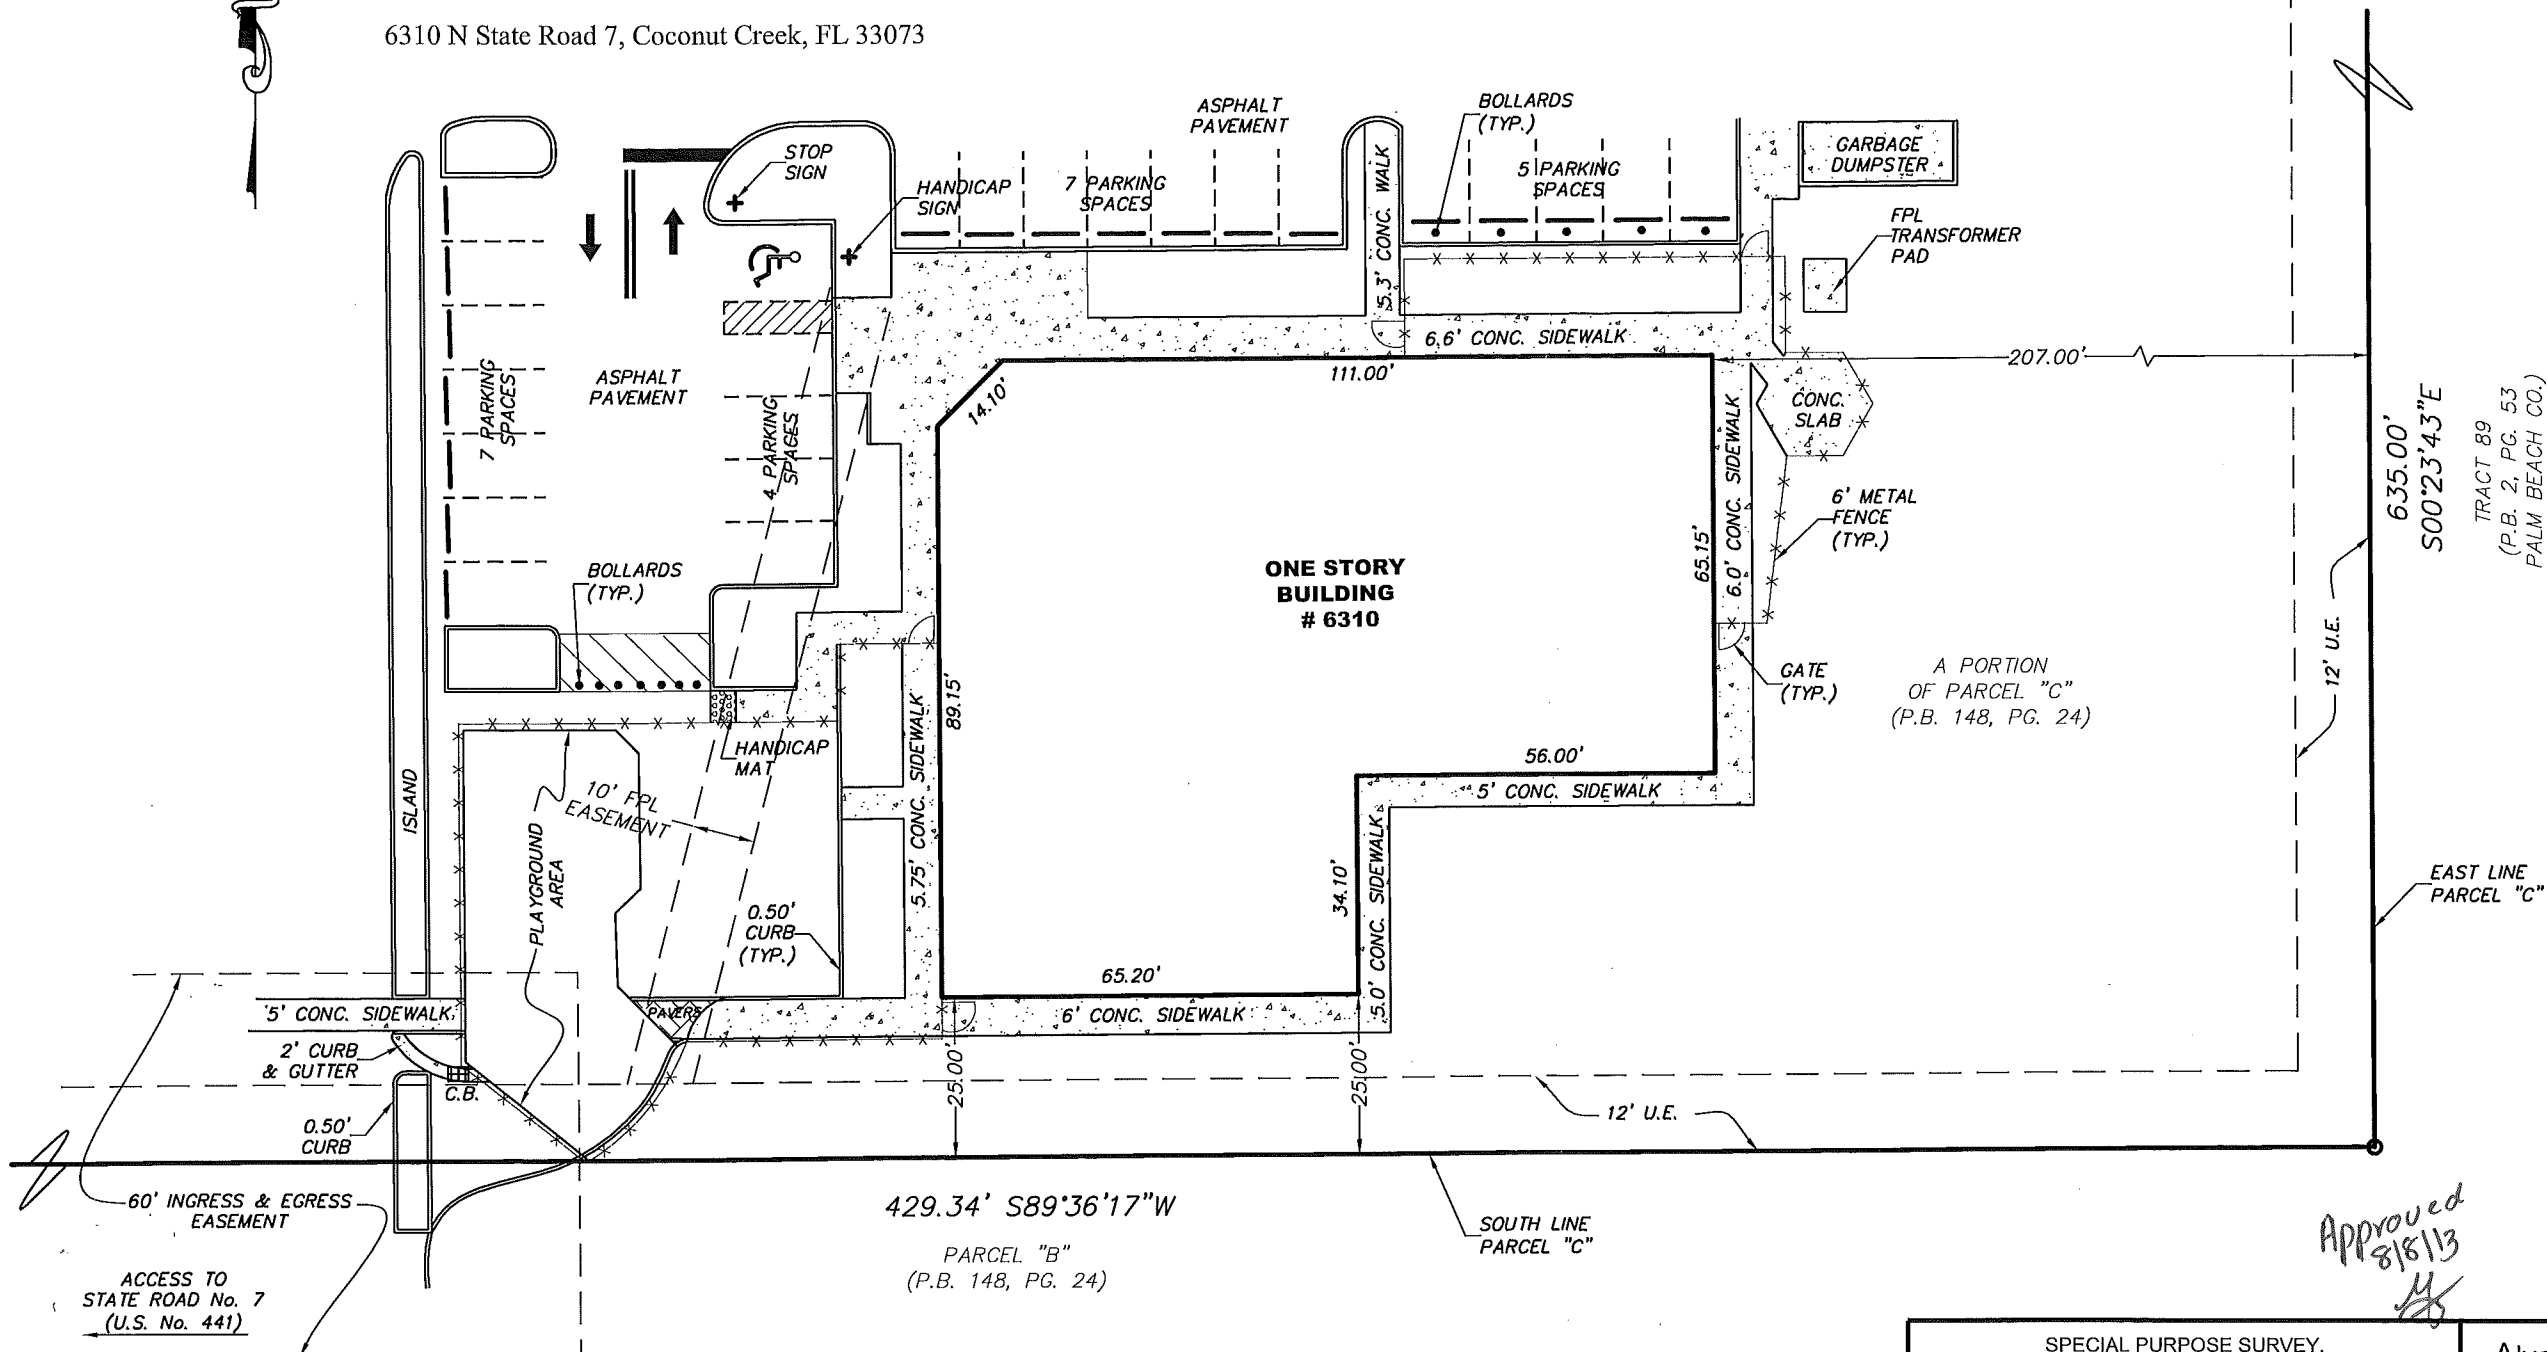 6310 N State Road 7, Coconut Creek, FL 33073
ASPHALT
PAVEMENT
BOLLARDS
(TYP.)
STOP
SIGN
HANDICAP
SIGN
7 PARKING
SPACES
5.3' CONC. WALK
5 PARKING
SPACES
GARBAGE
DUMPSTER
FPL
TRANSFORMER
PAD
6.6' CONC. SIDEWALK
111.00'
207.00'
14.10'
7 PARKING
SPACES
ASPHALT
PAVEMENT
4 PARKING
SPACES
CONC.
SLAB
6.0' CONC. SIDEWALK
65.15'
6' METAL
FENCE
(TYP.)
635.00'
S00°23'43"E
TRACT 89
(P.B. 2, PG. 53
PALM BEACH CO.)
ONE STORY
BUILDING
# 6310
BOLLARDS
(TYP.)
12' U.E.
GATE
(TYP.)
A PORTION
OF PARCEL "C"
(P.B. 148, PG. 24)
89.15'
5.75' CONC. SIDEWALK
HANDICAP
MAT
10' FPL
EASEMENT
ISLAND
PLAYGROUND
AREA
56.00'
5' CONC. SIDEWALK
34.10'
5.0' CONC. SIDEWALK
EAST LINE
PARCEL "C"
0.50'
CURB
(TYP.)
65.20'
5' CONC. SIDEWALK
PAVERS
6' CONC. SIDEWALK
2' CURB
& GUTTER
C.B.
25.00'
25.00'
0.50'
CURB
12' U.E.
60' INGRESS & EGRESS
EASEMENT
429.34' S89°36'17"W
PARCEL "B"
(P.B. 148, PG. 24)
SOUTH LINE
PARCEL "C"
ACCESS TO
STATE ROAD No. 7
(U.S. No. 441)
Approved
8/8/13
SPECIAL PURPOSE SURVEY.